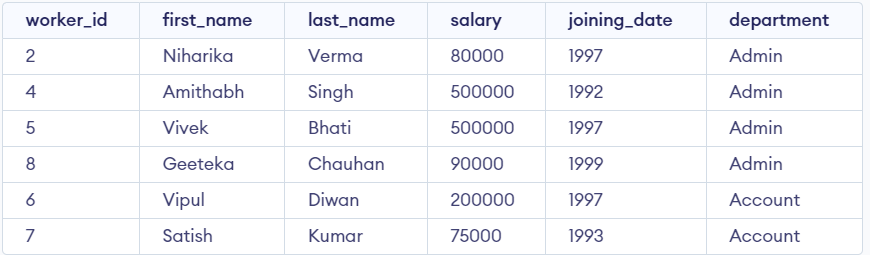 worker_id first_name last_name salary joining_date department
2 Niharika Verma 80000 1997 Admin
4 Amithabh Singh 500000 1992 Admin
5 Vivek Bhati 500000 1997 Admin
8 Geeteka Chauhan 90000 1999 Admin
6 Vipul Diwan 200000 1997 Account
7 Satish Kumar 75000 1993 Account